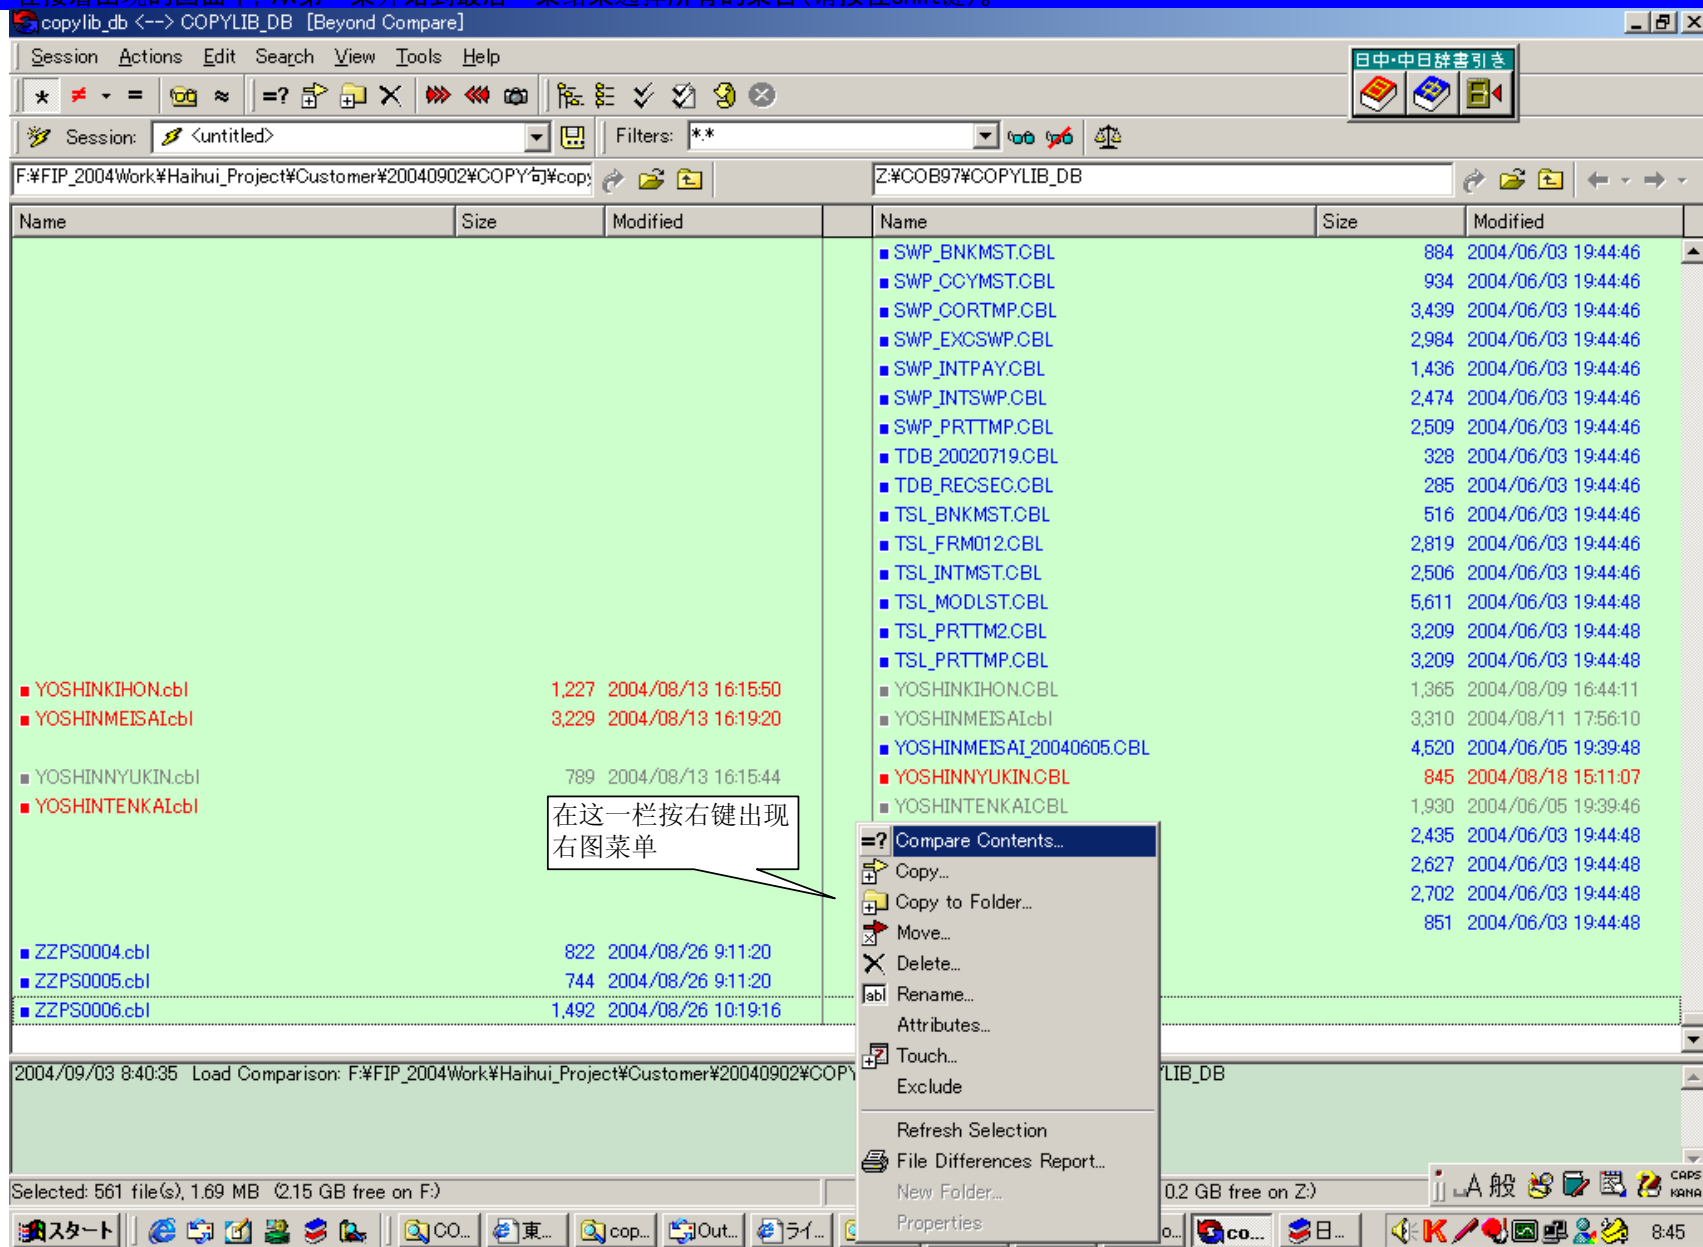 copylib_db <--> COPYLIB_DB [Beyond Compare]
Session Actions Edit Search View Tools Help
日中・中日辞書引き
Session: <untitled>
Filters: *.*
F:¥FIP_2004Work¥Haihui_Project¥Customer¥20040902¥COPY句¥copy
Z:¥COB97¥COPYLIB_DB
Name Size Modified Name Size Modified
SWP_BNKMST.CBL 884 2004/06/03 19:44:46
SWP_CCYMST.CBL 934 2004/06/03 19:44:46
SWP_CORTMP.CBL 3,439 2004/06/03 19:44:46
SWP_EXCSWP.CBL 2,984 2004/06/03 19:44:46
SWP_INTPAY.CBL 1,436 2004/06/03 19:44:46
SWP_INTSWP.CBL 2,474 2004/06/03 19:44:46
SWP_PRTTMP.CBL 2,509 2004/06/03 19:44:46
TDB_20020719.CBL 328 2004/06/03 19:44:46
TDB_RECSEC.CBL 285 2004/06/03 19:44:46
TSL_BNKMST.CBL 516 2004/06/03 19:44:46
TSL_FRM012.CBL 2,819 2004/06/03 19:44:46
TSL_INTMST.CBL 2,506 2004/06/03 19:44:46
TSL_MODLST.CBL 5,611 2004/06/03 19:44:48
TSL_PRTTM2.CBL 3,209 2004/06/03 19:44:48
TSL_PRTTMP.CBL 3,209 2004/06/03 19:44:48
YOSHINKIHON.cbl 1,227 2004/08/13 16:15:50 YOSHINKIHON.CBL 1,365 2004/08/09 16:44:11
YOSHINMEISAI.cbl 3,229 2004/08/13 16:19:20 YOSHINMEISAI.cbl 3,310 2004/08/11 17:56:10
YOSHINMEISAI_20040605.CBL 4,520 2004/06/05 19:39:48
YOSHINNYUKIN.cbl 789 2004/08/13 16:15:44 YOSHINNYUKIN.CBL 845 2004/08/18 15:11:07
YOSHINTENKAI.cbl YOSHINTENKAI.CBL 1,930 2004/06/05 19:39:46
在这一栏按右键出现
右图菜单
2,435 2004/06/03 19:44:48
2,627 2004/06/03 19:44:48
2,702 2004/06/03 19:44:48
851 2004/06/03 19:44:48
ZZPS0004.cbl 822 2004/08/26 9:11:20
ZZPS0005.cbl 744 2004/08/26 9:11:20
ZZPS0006.cbl 1,492 2004/08/26 10:19:16
=? Compare Contents...
Copy...
Copy to Folder...
Move...
Delete...
Rename...
Attributes...
Touch...
Exclude
Refresh Selection
File Differences Report...
New Folder...
Properties
2004/09/03 8:40:35 Load Comparison: F:¥FIP_2004Work¥Haihui_Project¥Customer¥20040902¥COPY LIB_DB
Selected: 561 file(s), 1.69 MB (2.15 GB free on F:) 0.2 GB free on Z:)
A 般 CAPS KANA
スタート CO... 東... cop... Out... ライ... o... co... 日... 8:45